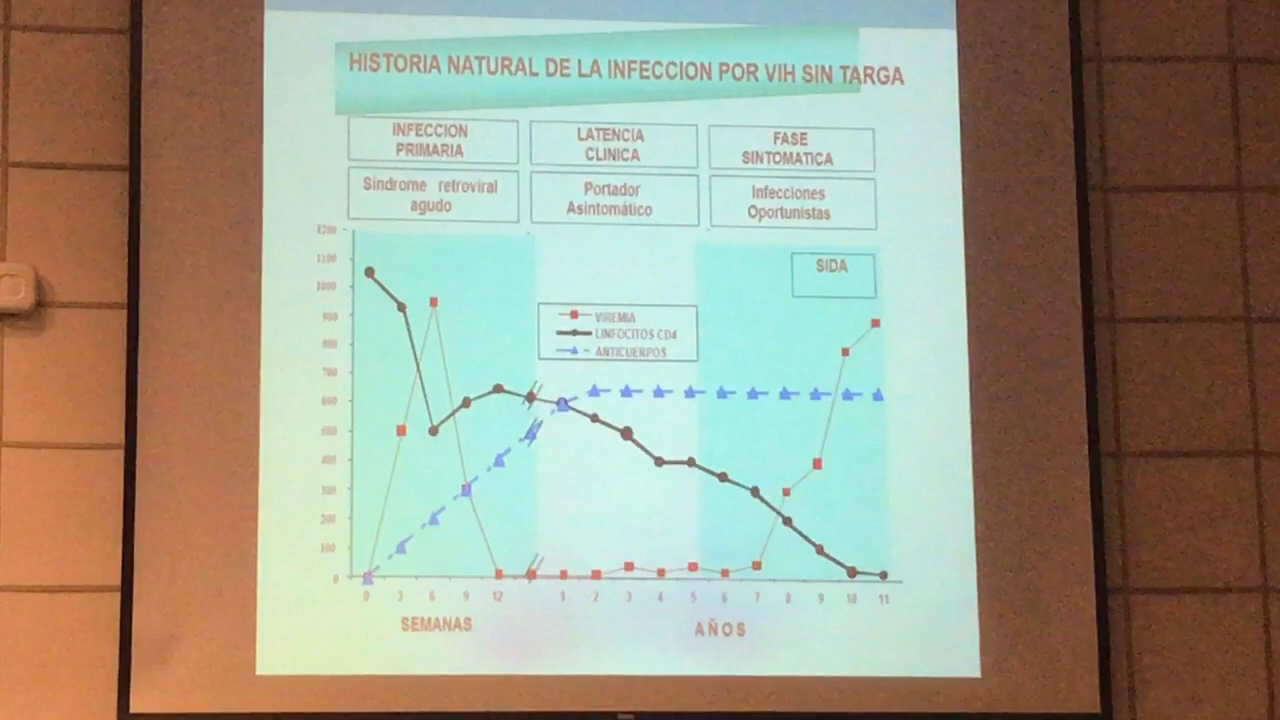 HISTORIA NATURAL DE LA INFECCION POR VIH SIN TARGA
INFECCION
PRIMARIA
LATENCIA
CLINICA
FASE
SINTOMATICA
Síndrome retroviral
agudo
Portador
Asintomático
Infecciones
Oportunistas
SIDA
VIREMIA
LINFOCITOS CD4
ANTICUERPOS
1200
1100
1000
900
800
700
600
500
400
300
200
100
0
0 3 6 9 12 1 2 3 4 5 6 7 8 9 10 11
SEMANAS
AÑOS